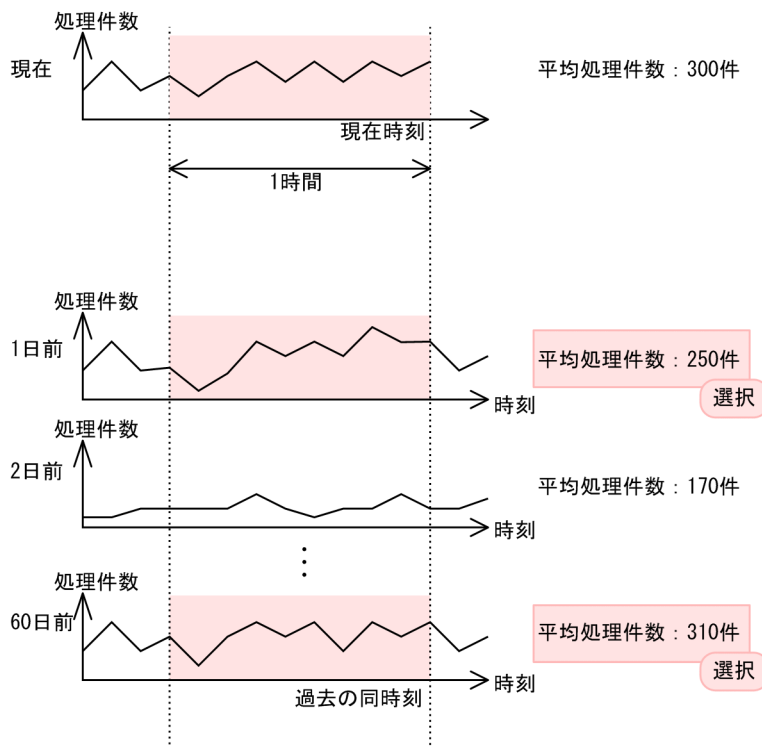 処理件数
現在
平均処理件数：300件
現在時刻
1時間
処理件数
1日前
平均処理件数：250件
選択
時刻
処理件数
2日前
平均処理件数：170件
時刻
⋮
処理件数
60日前
平均処理件数：310件
選択
時刻
過去の同時刻